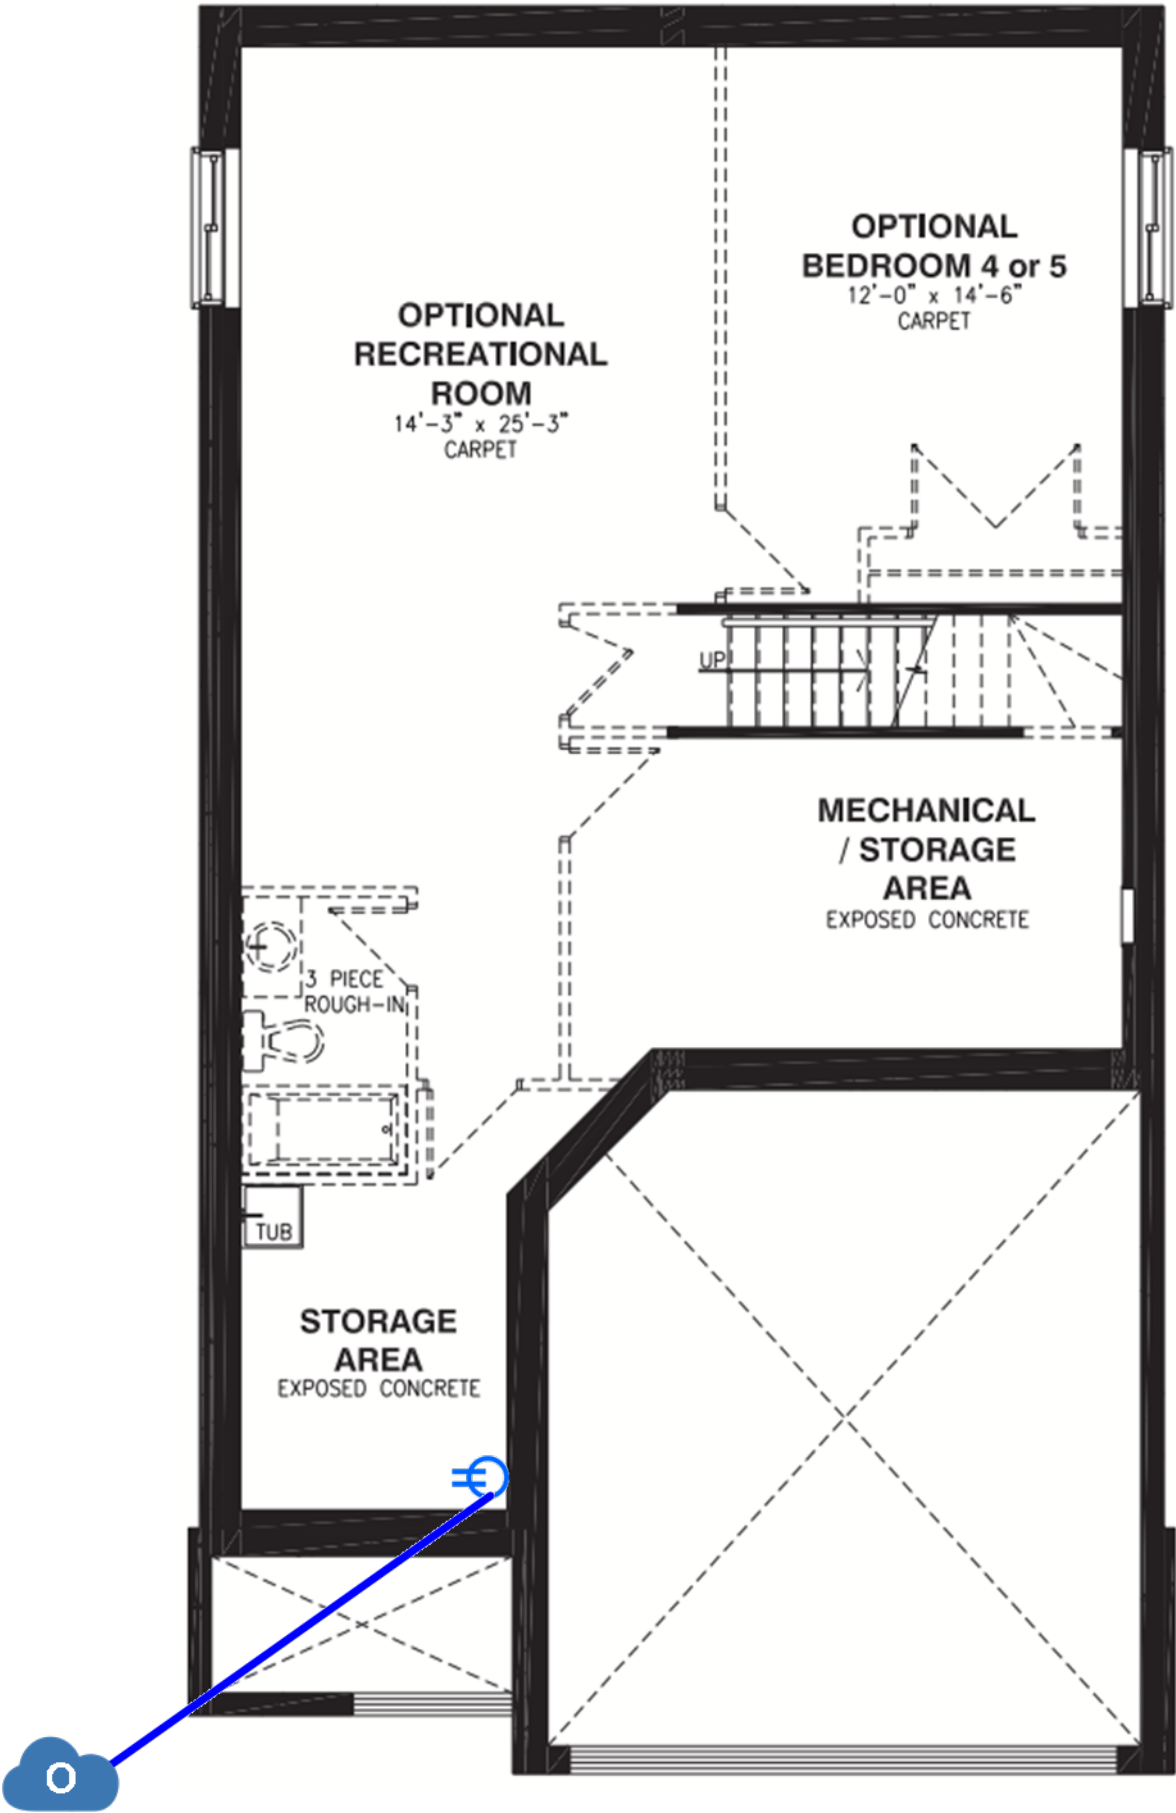 OPTIONAL
BEDROOM 4 or 5
12'-0" x 14'-6"
CARPET
OPTIONAL
RECREATIONAL
ROOM
14'-3" x 25'-3"
CARPET
UP
MECHANICAL
/ STORAGE
AREA
EXPOSED CONCRETE
3 PIECE
ROUGH-IN
TUB
STORAGE
AREA
EXPOSED CONCRETE
O